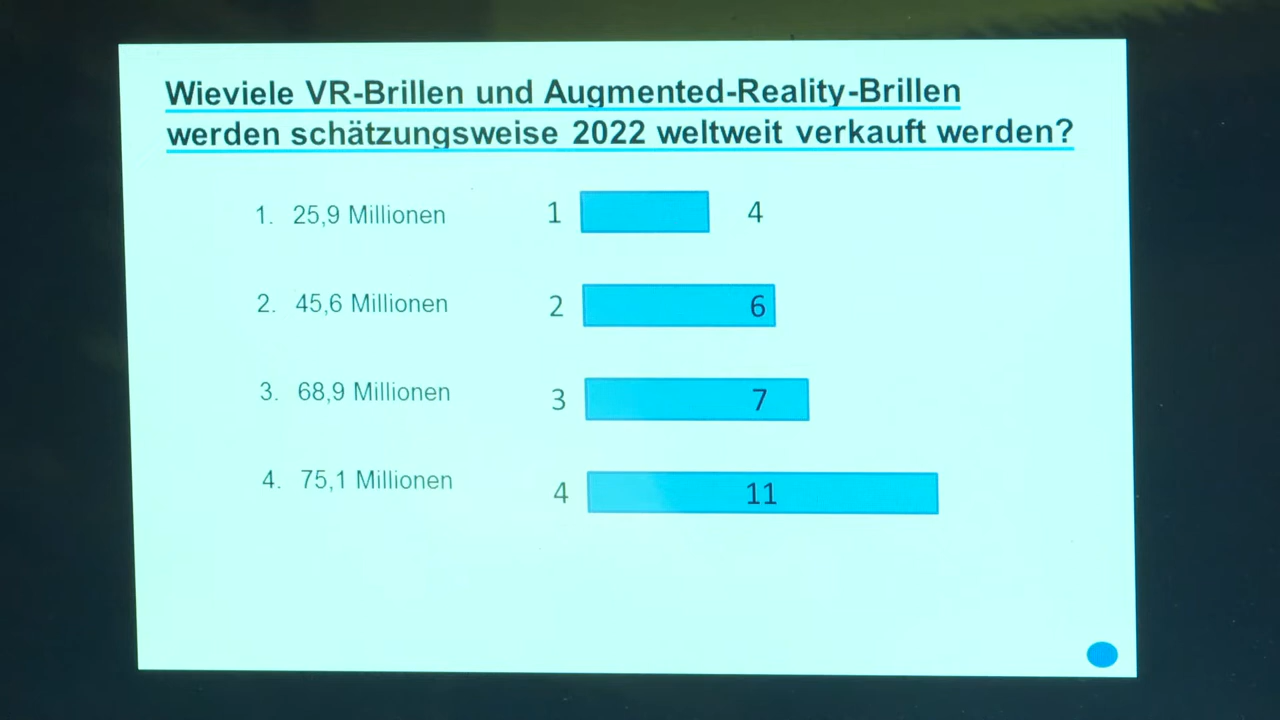 Wieviele VR-Brillen und Augmented-Reality-Brillen
werden schätzungsweise 2022 weltweit verkauft werden?
1. 25,9 Millionen
1 4
2. 45,6 Millionen
2 6
3. 68,9 Millionen
3 7
4. 75,1 Millionen
4 11